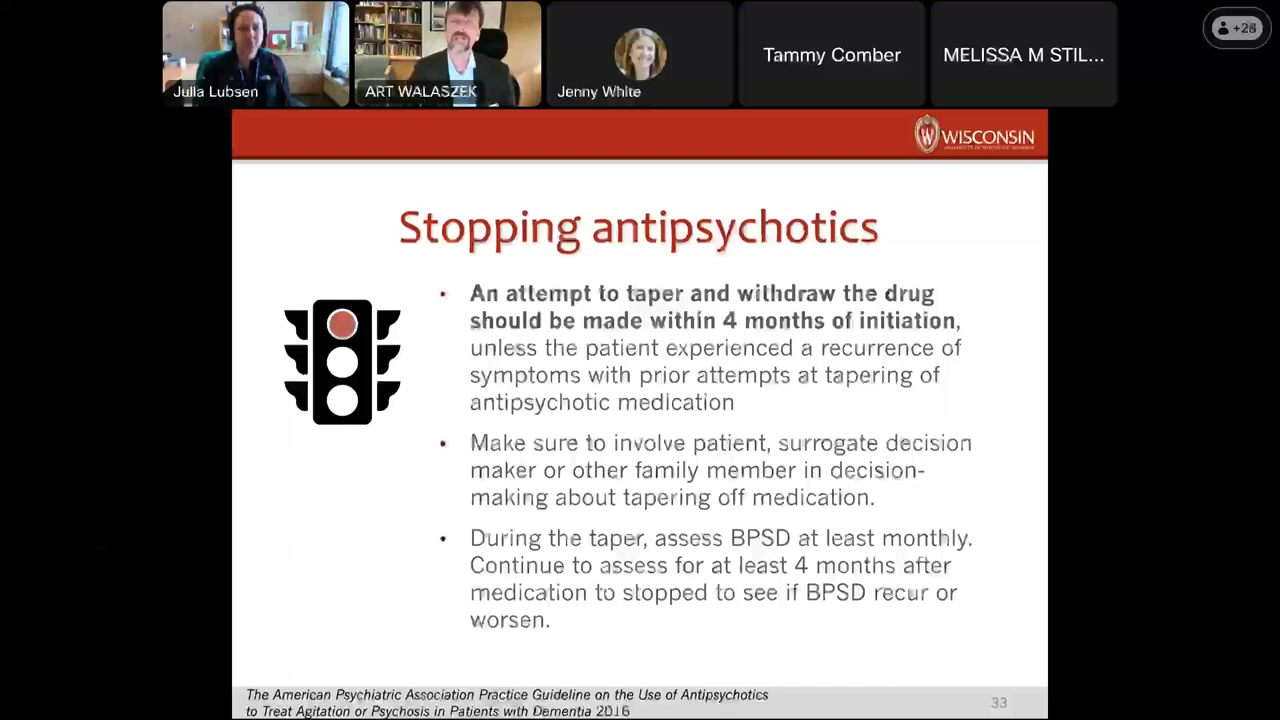 Julia Lubsen
ART WALASZEK
Jenny White
Tammy Comber
MELISSA M STIL...
+26
WISCONSIN
Stopping antipsychotics
• An attempt to taper and withdraw the drug
should be made within 4 months of initiation,
unless the patient experienced a recurrence of
symptoms with prior attempts at tapering of
antipsychotic medication
• Make sure to involve patient, surrogate decision
maker or other family member in decision-
making about tapering off medication.
• During the taper, assess BPSD at least monthly.
Continue to assess for at least 4 months after
medication to stopped to see if BPSD recur or
worsen.
The American Psychiatric Association Practice Guideline on the Use of Antipsychotics
to Treat Agitation or Psychosis in Patients with Dementia 2016
33